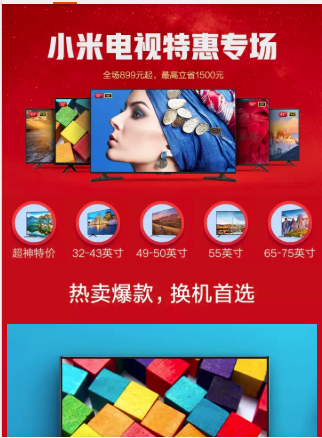 小米电视特惠专场
全场899元起，最高立省1500元
超神特价
32-43英寸
49-50英寸
55英寸
65-75英寸
热卖爆款，换机首选